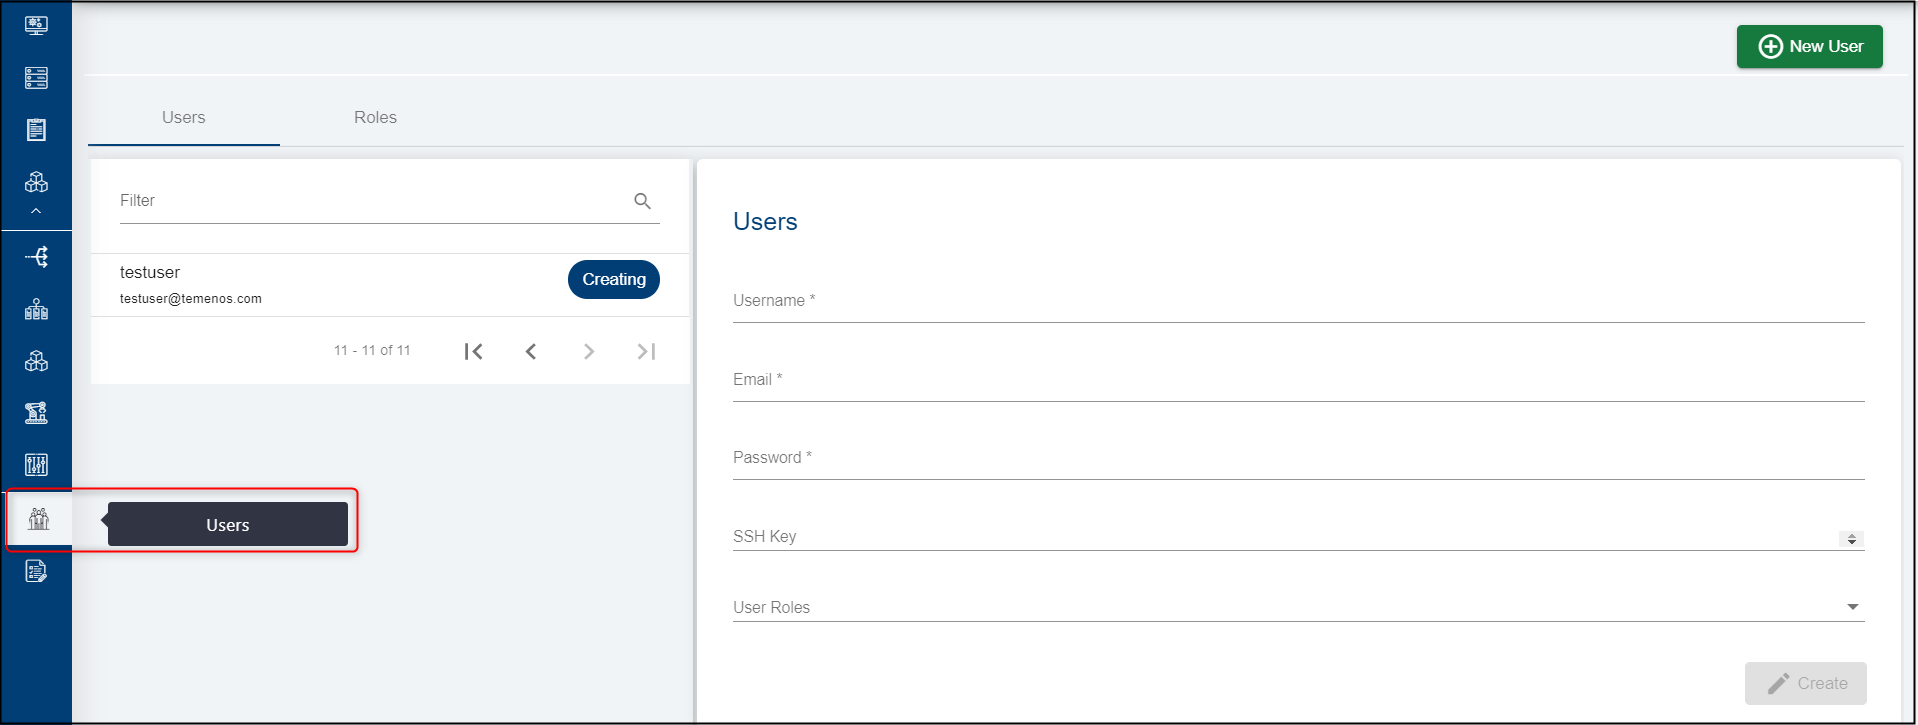 New User
Users
Roles
Filter
testuser
Creating
testuser@temenos.com
11 - 11 of 11
Users
Username *
Email *
Password *
SSH Key
User Roles
Create
Users